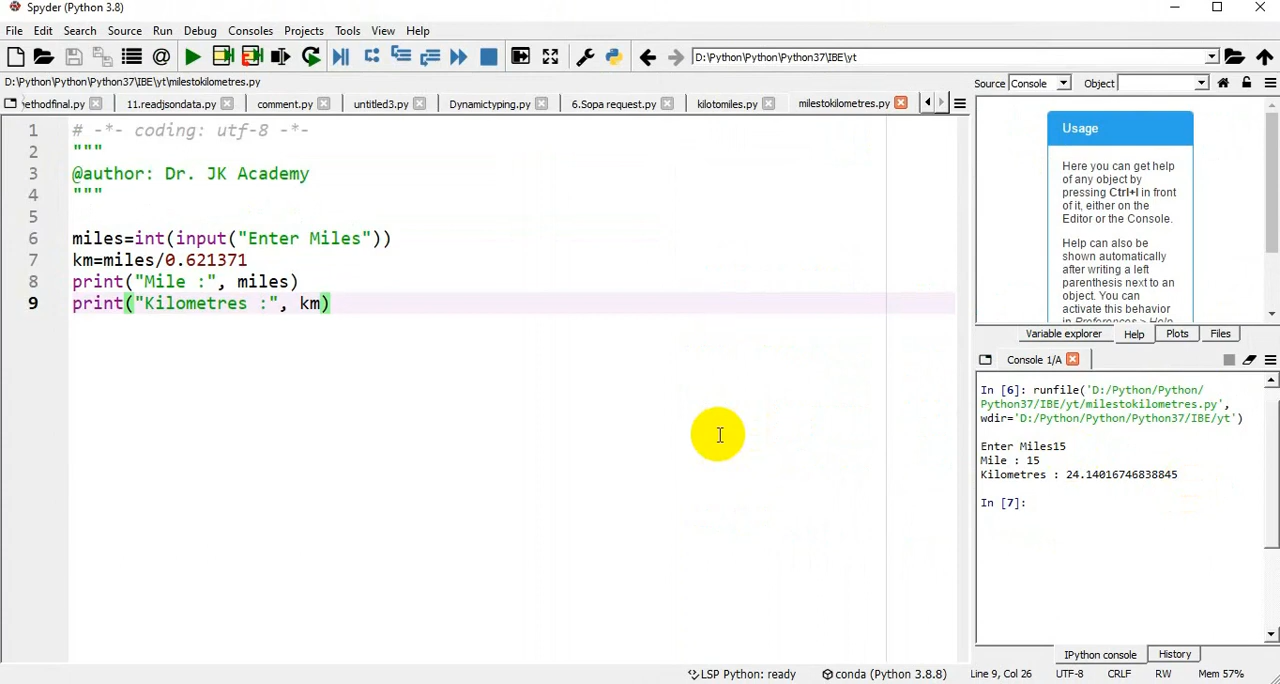 Spyder (Python 3.8)
File Edit Search Source Run Debug Consoles Projects Tools View Help
D:\Python\Python\Python37\IBE\yt
D:\Python\Python\Python37\IBE\yt\milestokilometres.py
ethodfinal.py 11.readjsondata.py comment.py untitled3.py Dynamictyping.py 6.Sopa request.py kilotomiles.py milestokilometres.py
1 # -*- coding: utf-8 -*-
2 """
3 @author: Dr. JK Academy
4 """
5
6 miles=int(input("Enter Miles"))
7 km=miles/0.621371
8 print("Mile :", miles)
9 print("Kilometres :", km)
Source Console Object
Usage
Here you can get help
of any object by
pressing Ctrl+I in front
of it, either on the
Editor or the Console.
Help can also be
shown automatically
after writing a left
parenthesis next to an
object. You can
activate this behavior
in Preferences > Help.
Variable explorer Help Plots Files
Console 1/A
In [6]: runfile('D:/Python/Python/
Python37/IBE/yt/milestokilometres.py',
wdir='D:/Python/Python/Python37/IBE/yt')
Enter Miles15
Mile : 15
Kilometres : 24.14016746838845
In [7]:
IPython console History
LSP Python: ready conda (Python 3.8.8) Line 9, Col 26 UTF-8 CRLF RW Mem 57%